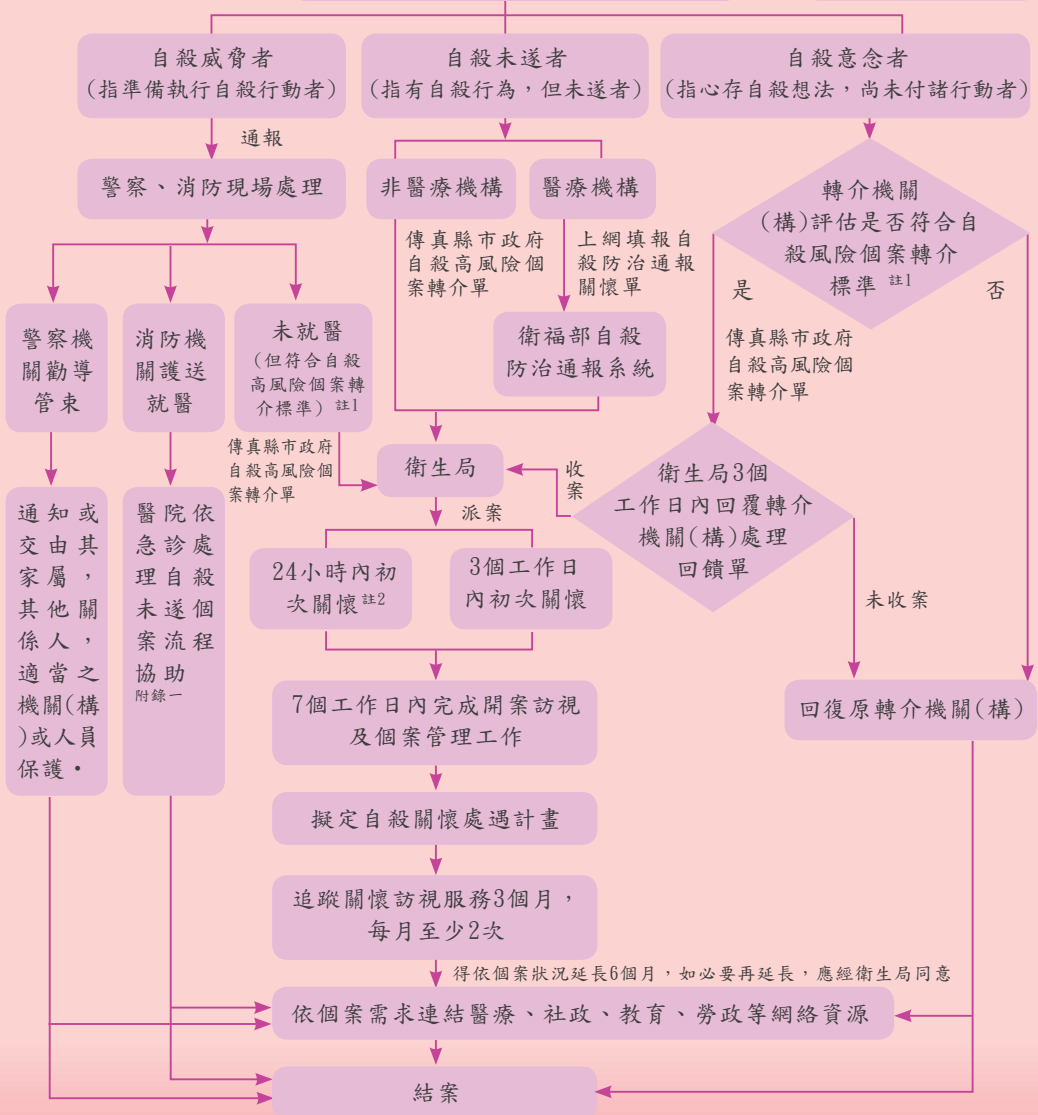 自殺威脅者
(指準備執行自殺行動者)
自殺未遂者
(指有自殺行為，但未遂者)
自殺意念者
(指心存自殺想法，尚未付諸行動者)
通報
警察、消防現場處理
非醫療機構
醫療機構
轉介機關
(構)評估是否符合自
殺風險個案轉介
標準 註1
傳真縣市政府
自殺高風險個
案轉介單
上網填報自
殺防治通報
關懷單
是
否
警察機
關勸導
管束
消防機
關護送
就醫
未就醫
(但符合自殺
高風險個案轉
介標準) 註1
衛福部自殺
防治通報系統
傳真縣市政府
自殺高風險個
案轉介單
傳真縣市政府
自殺高風險個
案轉介單
衛生局
收
案
衛生局3個
工作日內回覆轉介
機關(構)處理
回饋單
派案
通知或
交由其
家屬，
其他關
係人，
適當之
機關(構
)或人員
保護•
醫院依
急診處
理自殺
未遂個
案流程
協助
附錄一
24小時內初
次關懷 註2
3個工作日
內初次關懷
未收案
7個工作日內完成開案訪視
及個案管理工作
回復原轉介機關(構)
擬定自殺關懷處遇計畫
追蹤關懷訪視服務3個月，
每月至少2次
得依個案狀況延長6個月，如必要再延長，應經衛生局同意
依個案需求連結醫療、社政、教育、勞政等網絡資源
結案